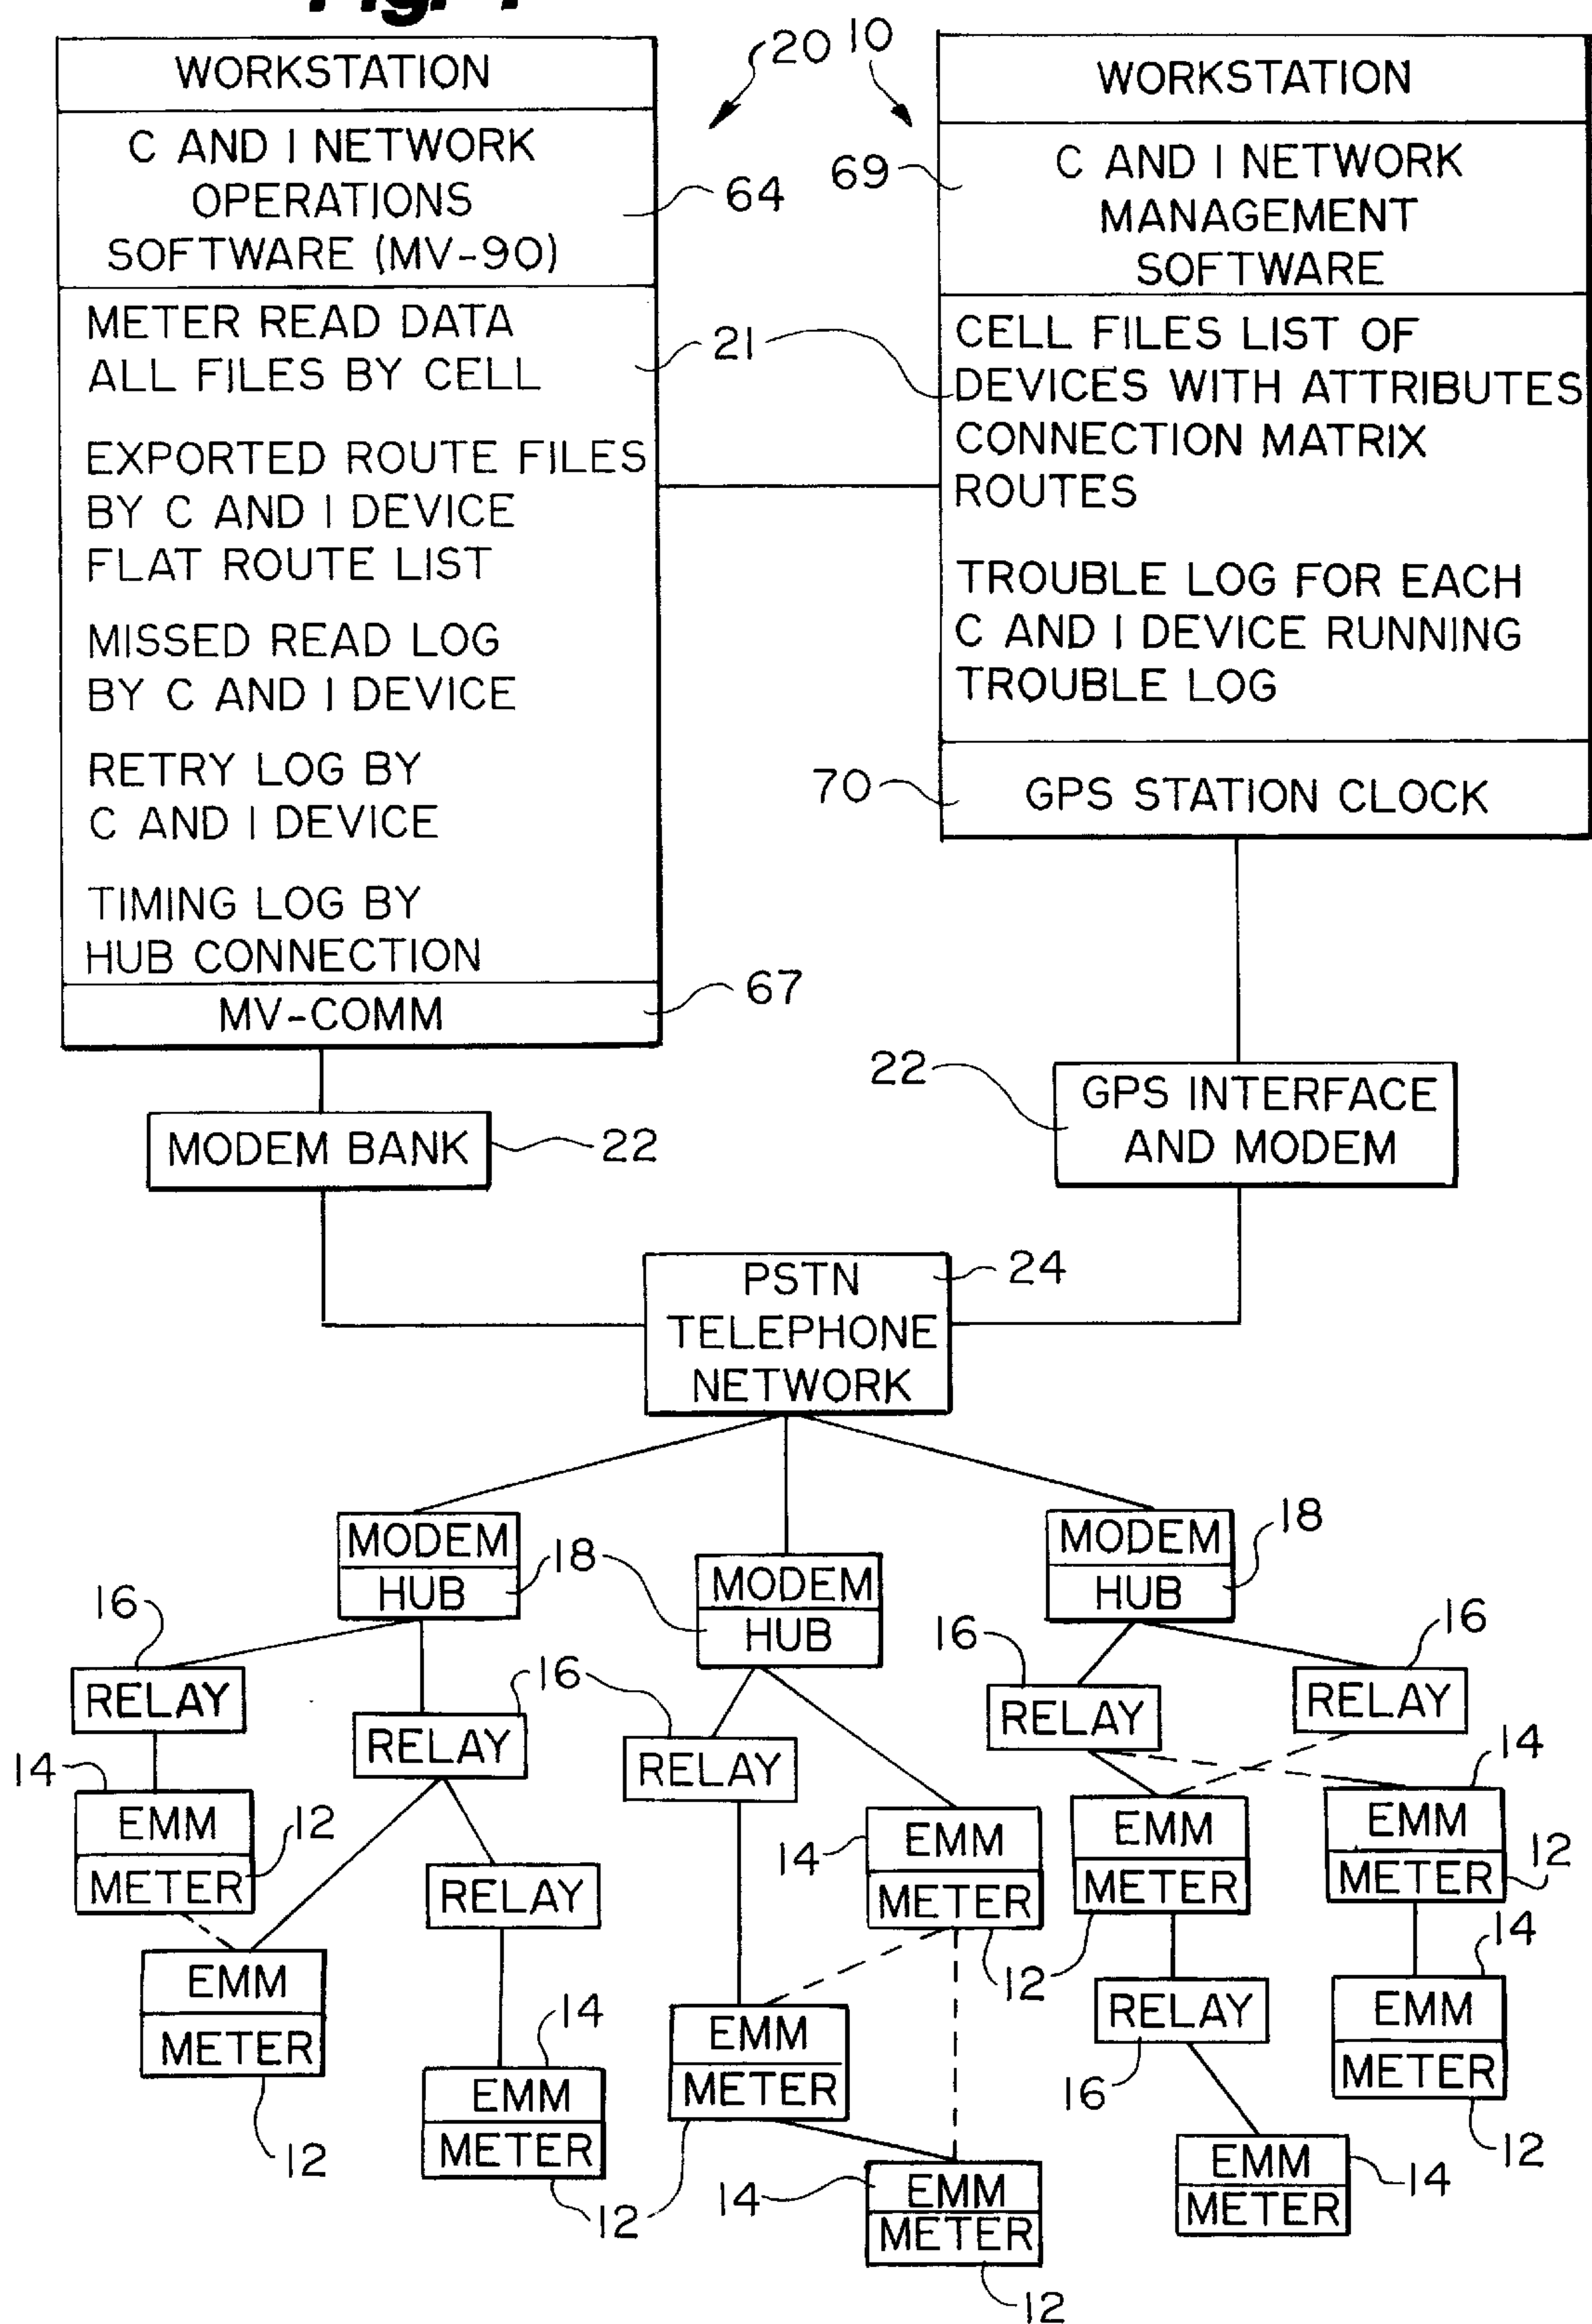 Fig. 1
WORKSTATION
C AND I NETWORK
OPERATIONS
SOFTWARE (MV-90)
METER READ DATA
ALL FILES BY CELL
EXPORTED ROUTE FILES
BY C AND I DEVICE
FLAT ROUTE LIST
MISSED READ LOG
BY C AND I DEVICE
RETRY LOG BY
C AND I DEVICE
TIMING LOG BY
HUB CONNECTION
MV-COMM
20
10
64
69
21
67
WORKSTATION
C AND I NETWORK
MANAGEMENT
SOFTWARE
CELL FILES LIST OF
DEVICES WITH ATTRIBUTES
CONNECTION MATRIX
ROUTES
TROUBLE LOG FOR EACH
C AND I DEVICE RUNNING
TROUBLE LOG
70
GPS STATION CLOCK
MODEM BANK
22
22
GPS INTERFACE
AND MODEM
PSTN
TELEPHONE
NETWORK
24
MODEM
HUB
18
MODEM
HUB
MODEM
HUB
18
16
RELAY
RELAY
16
RELAY
16
RELAY
16
RELAY
14
EMM
METER
12
RELAY
EMM
METER
12
14
EMM
METER
12
14
EMM
METER
12
EMM
METER
14
EMM
METER
12
EMM
METER
14
EMM
METER
12
RELAY
16
14
EMM
METER
12
EMM
METER
14